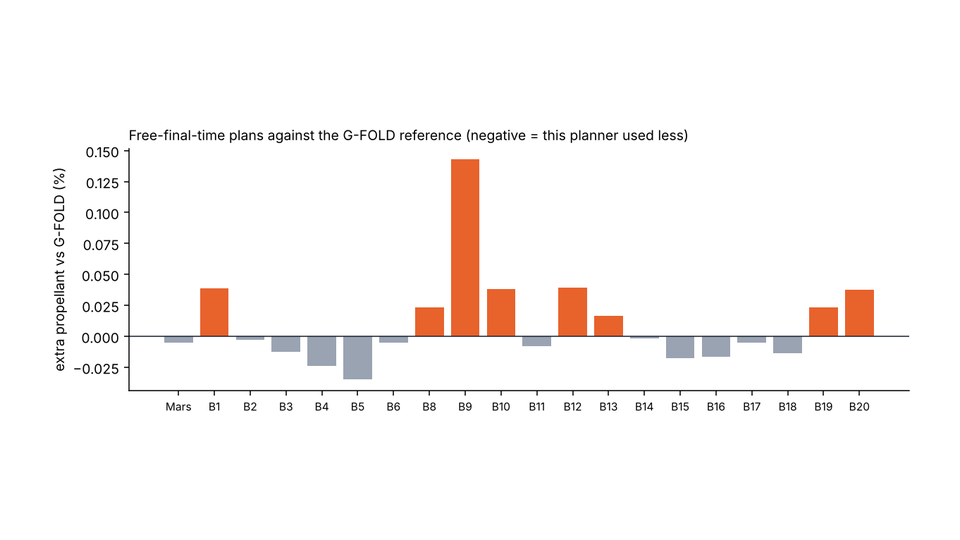 Free-final-time plans against the G-FOLD reference (negative = this planner used less)
extra propellant vs G-FOLD (%)
0.150
0.125
0.100
0.075
0.050
0.025
0.000
−0.025
Mars B1 B2 B3 B4 B5 B6 B8 B9 B10 B11 B12 B13 B14 B15 B16 B17 B18 B19 B20